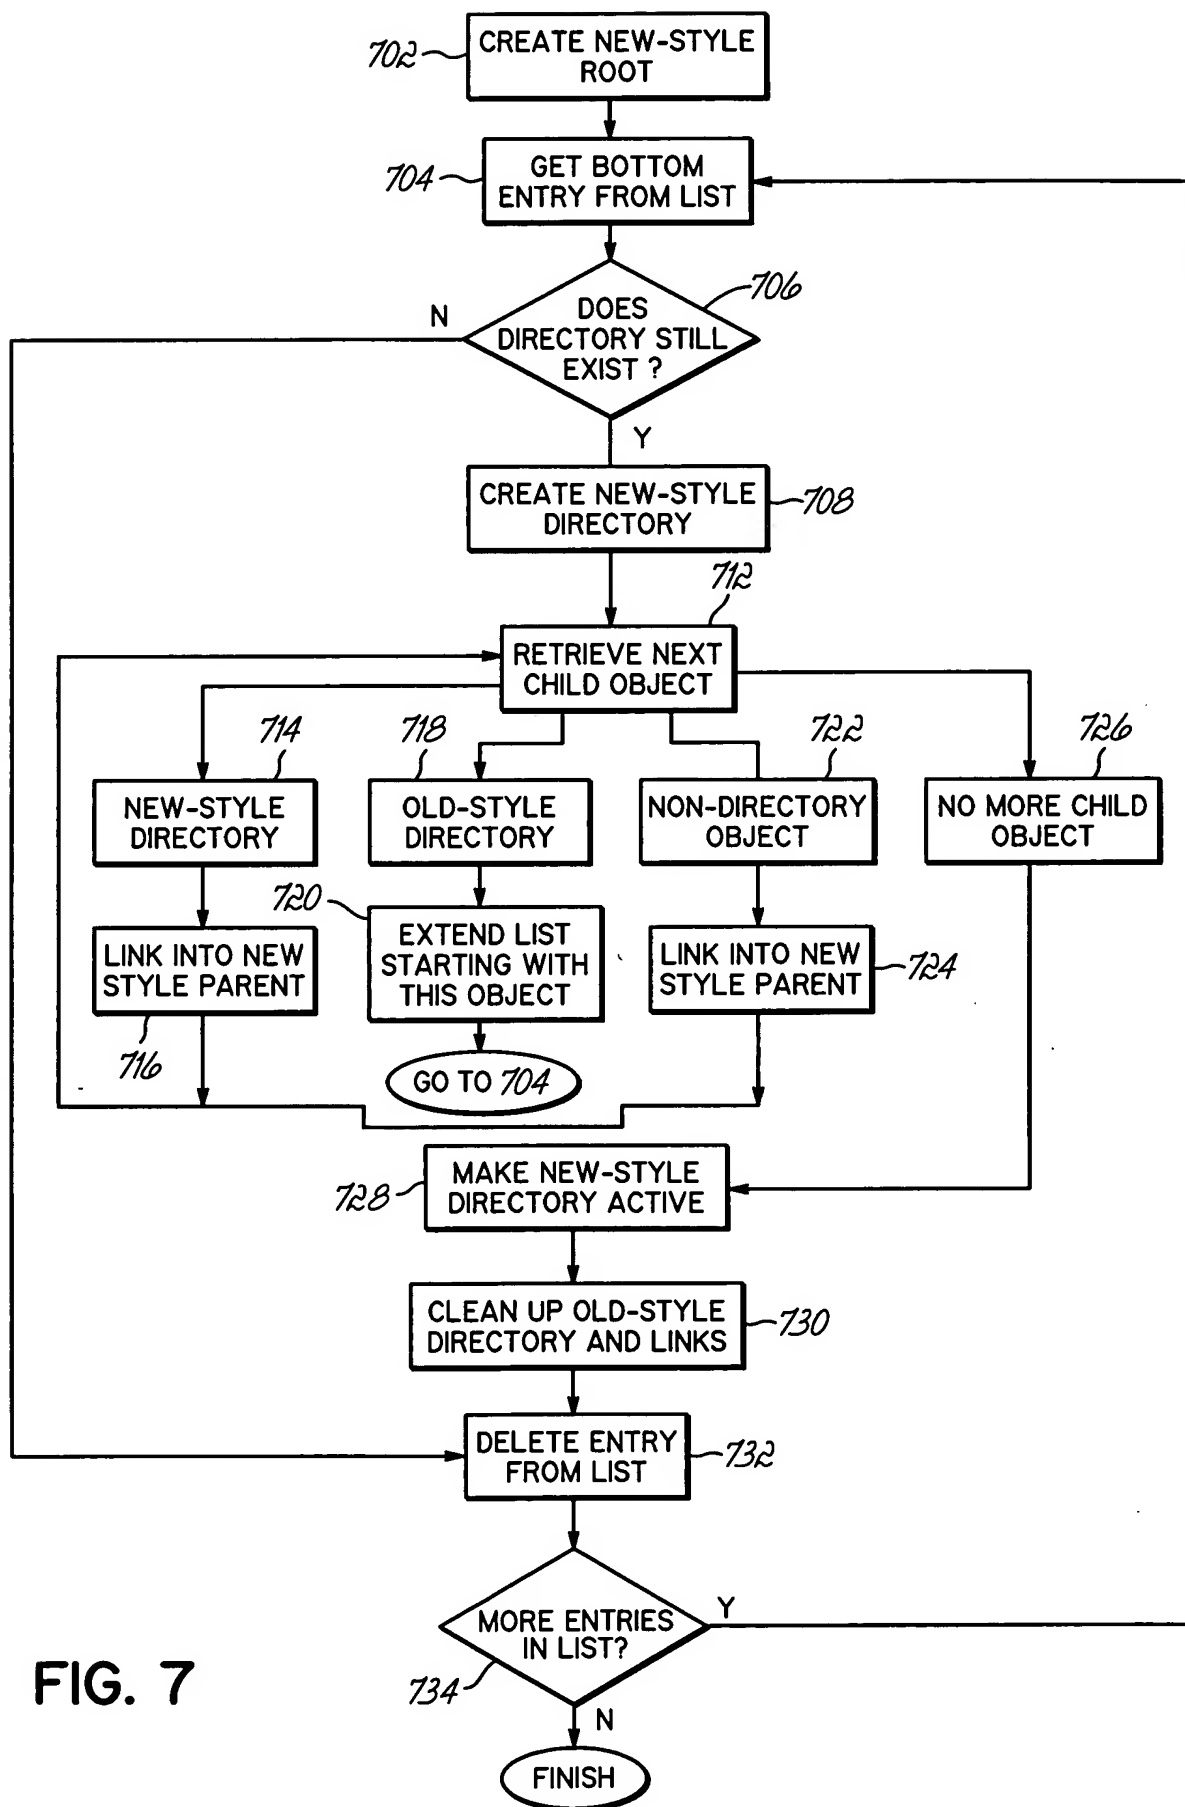 702
CREATE NEW-STYLE
ROOT
704
GET BOTTOM
ENTRY FROM LIST
706
N
DOES
DIRECTORY STILL
EXIST ?
Y
CREATE NEW-STYLE
DIRECTORY
708
712
RETRIEVE NEXT
CHILD OBJECT
714
718
722
726
NEW-STYLE
DIRECTORY
OLD-STYLE
DIRECTORY
NON-DIRECTORY
OBJECT
NO MORE CHILD
OBJECT
720
LINK INTO NEW
STYLE PARENT
EXTEND LIST
STARTING WITH
THIS OBJECT
LINK INTO NEW
STYLE PARENT
724
716
GO TO 704
MAKE NEW-STYLE
DIRECTORY ACTIVE
728
CLEAN UP OLD-STYLE
DIRECTORY AND LINKS
730
DELETE ENTRY
FROM LIST
732
MORE ENTRIES
IN LIST?
Y
734
N
FINISH
FIG. 7